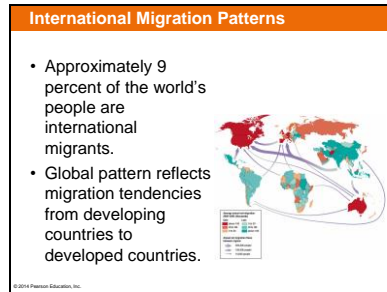 International Migration Patterns
• Approximately 9
percent of the world's
people are
international
migrants.
• Global pattern reflects
migration tendencies
from developing
countries to
developed countries.
© 2014 Pearson Education, Inc.